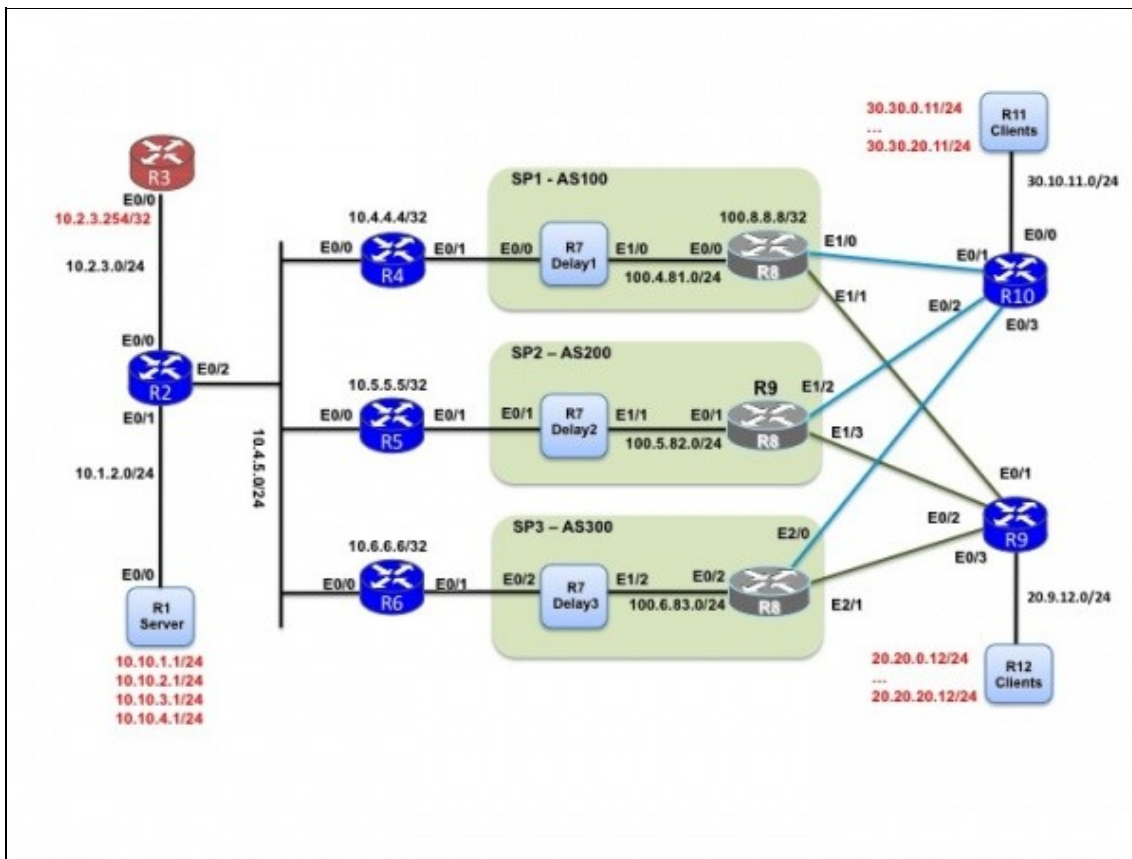 R3
E0/0
10.2.3.254/32
10.2.3.0/24
E0/0
R2
E0/2
E0/1
10.1.2.0/24
E0/0
R1
Server
10.10.1.1/24
10.10.2.1/24
10.10.3.1/24
10.10.4.1/24
10.4.5.0/24
10.4.4.4/32
E0/0
R4
E0/1
10.5.5.5/32
E0/0
R5
E0/1
10.6.6.6/32
E0/0
R6
E0/1
SP1 - AS100
E0/0
R7
Delay1
E1/0
100.4.81.0/24
100.8.8.8/32
E0/0
R8
E1/0
E1/1
SP2 – AS200
E0/1
R7
Delay2
E1/1
100.5.82.0/24
R9
E0/1
R8
E1/2
E1/3
SP3 – AS300
E0/2
R7
Delay3
E1/2
100.6.83.0/24
E0/2
R8
E2/0
E2/1
30.30.0.11/24
...
30.30.20.11/24
R11
Clients
30.10.11.0/24
E0/0
E0/1
R10
E0/2
E0/3
E0/1
E0/2
R9
E0/3
20.9.12.0/24
20.20.0.12/24
...
20.20.20.12/24
R12
Clients